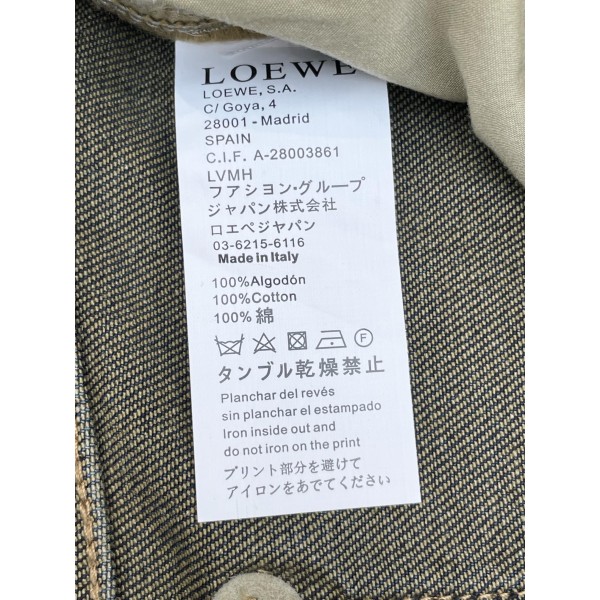 LOEWE
LOEWE, S.A.
C/ Goya, 4
28001 - Madrid
SPAIN
C.I.F. A-28003861
LVMH
フアシヨン・グループ
ジャパン株式会社
ロエベジャパン
03-6215-6116
Made in Italy
100%Algodón
100%Cotton
100% 綿
F
タンブル乾燥禁止
Planchar del revés
sin planchar el estampado
Iron inside out and
do not iron on the print
プリント部分を避けて
アイロンをあでてください